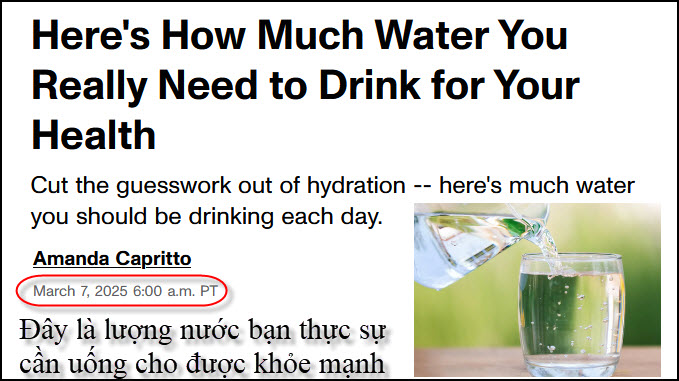 Here's How Much Water You
Really Need to Drink for Your
Health
Cut the guesswork out of hydration -- here's much water
you should be drinking each day.
Amanda Capritto
March 7, 2025 6:00 a.m. PT
Đây là lượng nước bạn thực sự
cần uống cho được khỏe mạnh